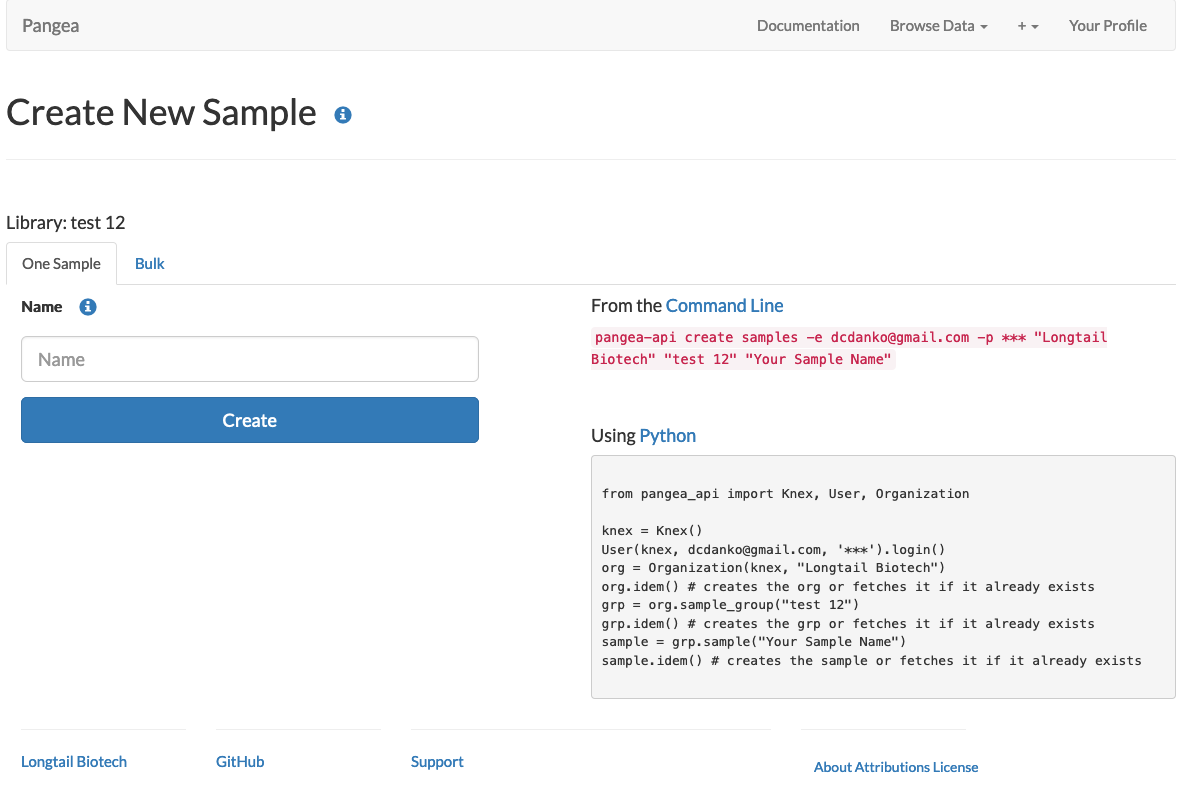 Pangea
Documentation
Browse Data
+
Your Profile
Create New Sample
Library: test 12
One Sample
Bulk
Name
Name
Create
From the Command Line
pangea-api create samples -e dcdanko@gmail.com -p *** "Longtail
Biotech" "test 12" "Your Sample Name"
Using Python
from pangea_api import Knex, User, Organization
knex = Knex()
User(knex, dcdanko@gmail.com, '***').login()
org = Organization(knex, "Longtail Biotech")
org.idem() # creates the org or fetches it if it already exists
grp = org.sample_group("test 12")
grp.idem() # creates the grp or fetches it if it already exists
sample = grp.sample("Your Sample Name")
sample.idem() # creates the sample or fetches it if it already exists
Longtail Biotech
GitHub
Support
About Attributions License